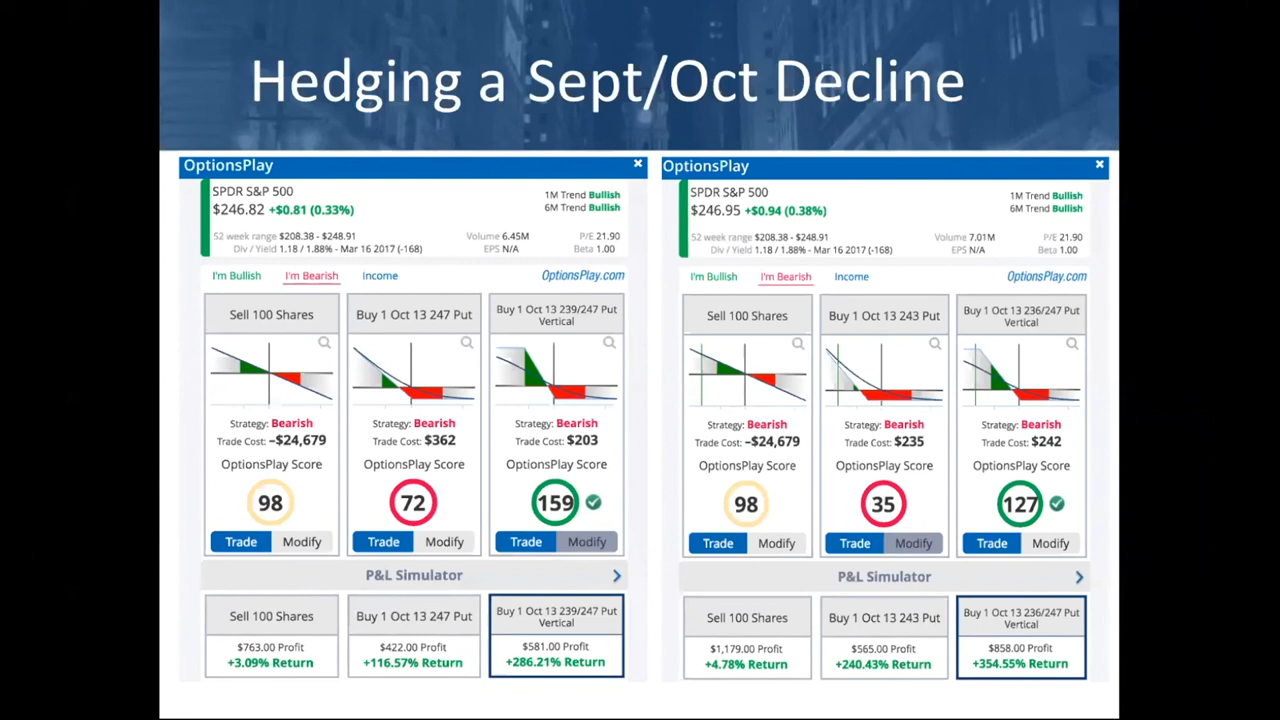 Hedging a Sept/Oct Decline
OptionsPlay
SPDR S&P 500
$246.82 +$0.81 (0.33%)
1M Trend Bullish
6M Trend Bullish
52 week range $208.38 - $248.91
Volume 6.45M
P/E 21.90
Div / Yield 1.18 / 1.88% - Mar 16 2017 (-168)
EPS N/A
Beta 1.00
I'm Bullish
I'm Bearish
Income
OptionsPlay.com
Sell 100 Shares
Buy 1 Oct 13 247 Put
Buy 1 Oct 13 239/247 Put
Vertical
Strategy: Bearish
Trade Cost: –$24,679
Strategy: Bearish
Trade Cost: $362
Strategy: Bearish
Trade Cost: $203
OptionsPlay Score
OptionsPlay Score
OptionsPlay Score
98
72
159
Trade
Modify
Trade
Modify
Trade
Modify
P&L Simulator
Sell 100 Shares
Buy 1 Oct 13 247 Put
Buy 1 Oct 13 239/247 Put
Vertical
$763.00 Profit
+3.09% Return
$422.00 Profit
+116.57% Return
$581.00 Profit
+286.21% Return
OptionsPlay
SPDR S&P 500
$246.95 +$0.94 (0.38%)
1M Trend Bullish
6M Trend Bullish
52 week range $208.38 - $248.91
Volume 7.01M
P/E 21.90
Div / Yield 1.18 / 1.88% - Mar 16 2017 (-168)
EPS N/A
Beta 1.00
I'm Bullish
I'm Bearish
Income
OptionsPlay.com
Sell 100 Shares
Buy 1 Oct 13 243 Put
Buy 1 Oct 13 236/247 Put
Vertical
Strategy: Bearish
Trade Cost: –$24,679
Strategy: Bearish
Trade Cost: $235
Strategy: Bearish
Trade Cost: $242
OptionsPlay Score
OptionsPlay Score
OptionsPlay Score
98
35
127
Trade
Modify
Trade
Modify
Trade
Modify
P&L Simulator
Sell 100 Shares
Buy 1 Oct 13 243 Put
Buy 1 Oct 13 236/247 Put
Vertical
$1,179.00 Profit
+4.78% Return
$565.00 Profit
+240.43% Return
$858.00 Profit
+354.55% Return